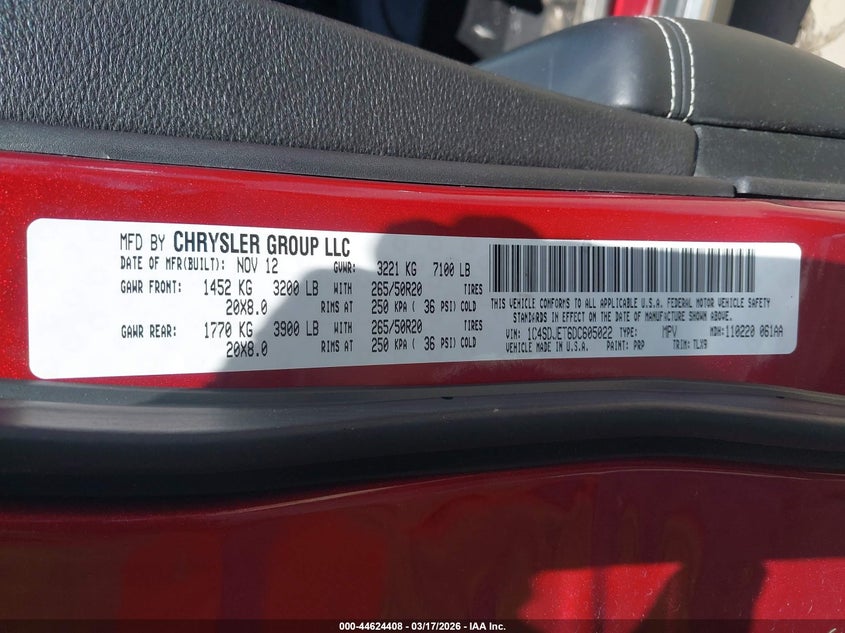 MFD BY CHRYSLER GROUP LLC
DATE OF MFR(BUILT): NOV 12 GVWR: 3221 KG 7100 LB
GAWR FRONT: 1452 KG 3200 LB WITH 265/50R20 TIRES
20X8.0 RIMS AT 250 KPA ( 36 PSI) COLD
GAWR REAR: 1770 KG 3900 LB WITH 265/50R20 TIRES
20X8.0 RIMS AT 250 KPA ( 36 PSI) COLD
THIS VEHICLE CONFORMS TO ALL APPLICABLE U.S.A. FEDERAL MOTOR VEHICLE SAFETY
STANDARDS IN EFFECT ON THE DATE OF MANUFACTURE SHOWN ABOVE.
VIN: 1C4SDJET6DC605022 TYPE: MPV MDH: 110220 061AA
VEHICLE MADE IN U.S.A. PAINT: PRP TRIM: TLX9
000-44624408 - 03/17/2026 - IAA Inc.